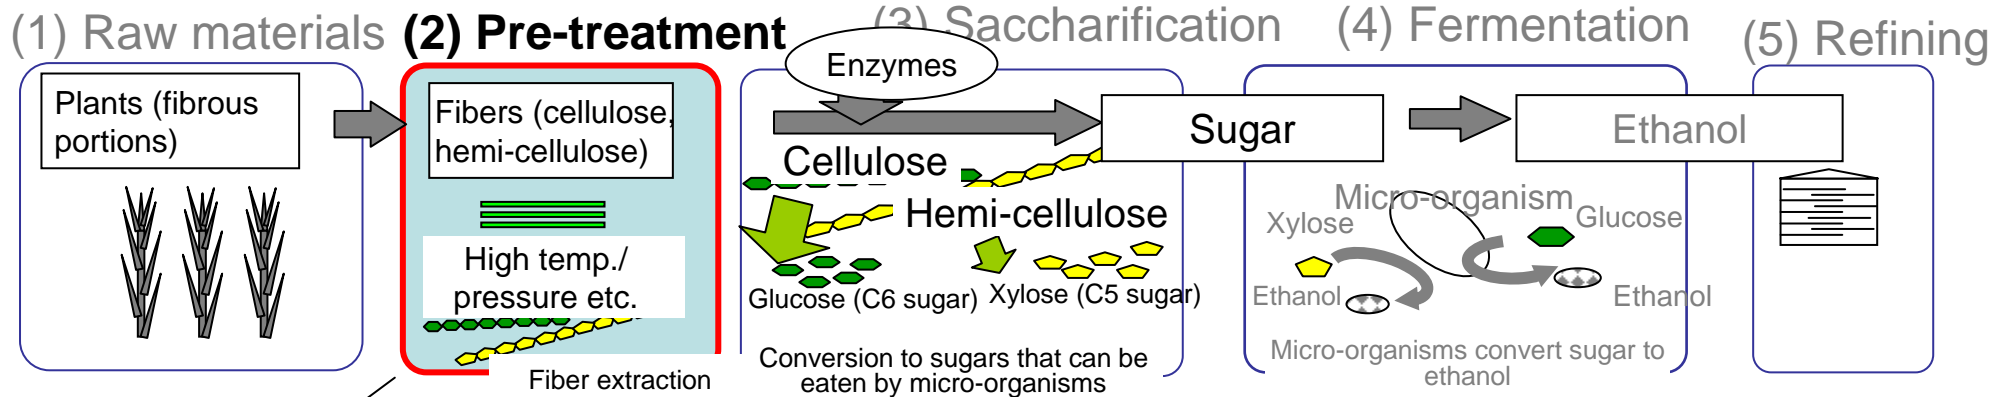 (1) Raw materials
(2) Pre-treatment
(3) Saccharification
(4) Fermentation
(5) Refining
Plants (fibrous
portions)
Fibers (cellulose,
hemi-cellulose)
High temp./
pressure etc.
Fiber extraction
Enzymes
Cellulose
Hemi-cellulose
Glucose (C6 sugar)
Xylose (C5 sugar)
Conversion to sugars that can be
eaten by micro-organisms
Sugar
Ethanol
Micro-organism
Xylose
Glucose
Ethanol
Ethanol
Micro-organisms convert sugar to
ethanol